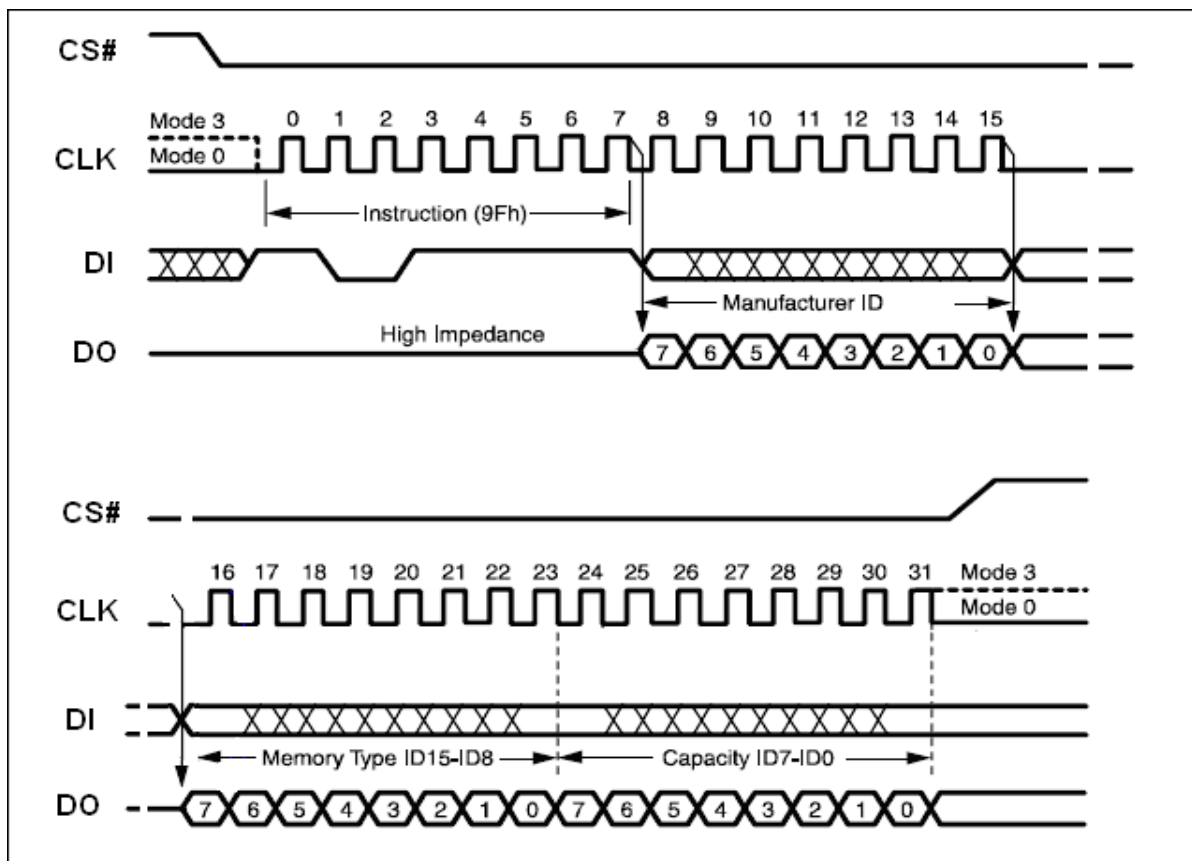 CS#
Mode 3
0 1 2 3 4 5 6 7 8 9 10 11 12 13 14 15
CLK
Mode 0
Instruction (9Fh)
DI
Manufacturer ID
High Impedance
DO
7 6 5 4 3 2 1 0
CS#
16 17 18 19 20 21 22 23 24 25 26 27 28 29 30 31 Mode 3
CLK
Mode 0
DI
Memory Type ID15-ID8 Capacity ID7-ID0
DO
7 6 5 4 3 2 1 0 7 6 5 4 3 2 1 0